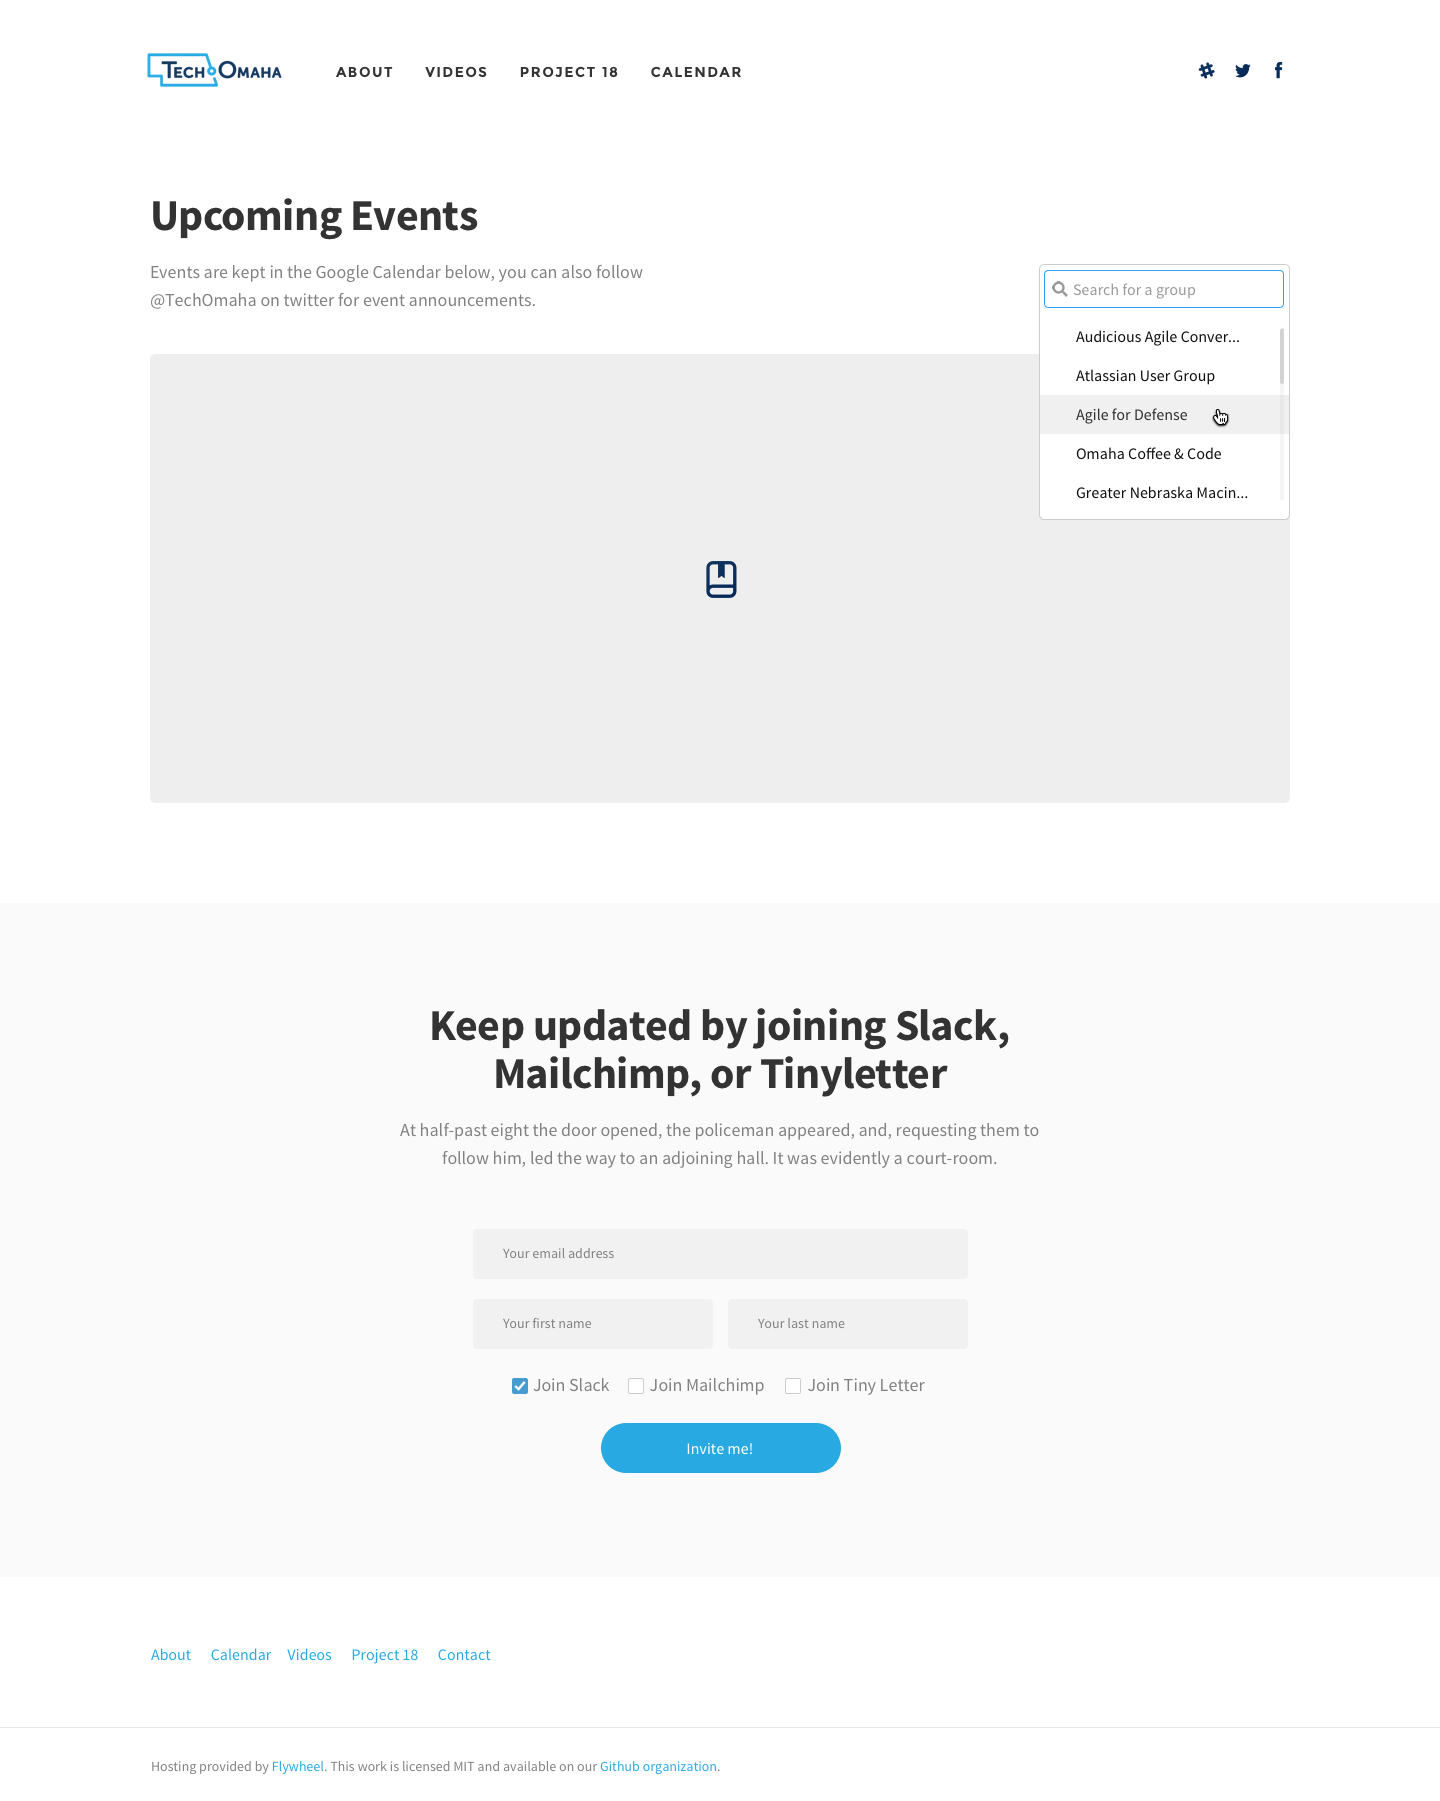 TECH OMAHA
ABOUT
VIDEOS
PROJECT 18
CALENDAR
Upcoming Events
Events are kept in the Google Calendar below, you can also follow
@TechOmaha on twitter for event announcements.
Search for a group
Audicious Agile Conver...
Atlassian User Group
Agile for Defense
Omaha Coffee & Code
Greater Nebraska Macin...
Keep updated by joining Slack,
Mailchimp, or Tinyletter
At half-past eight the door opened, the policeman appeared, and, requesting them to
follow him, led the way to an adjoining hall. It was evidently a court-room.
Your email address
Your first name
Your last name
Join Slack
Join Mailchimp
Join Tiny Letter
Invite me!
About
Calendar
Videos
Project 18
Contact
Hosting provided by Flywheel. This work is licensed MIT and available on our Github organization.